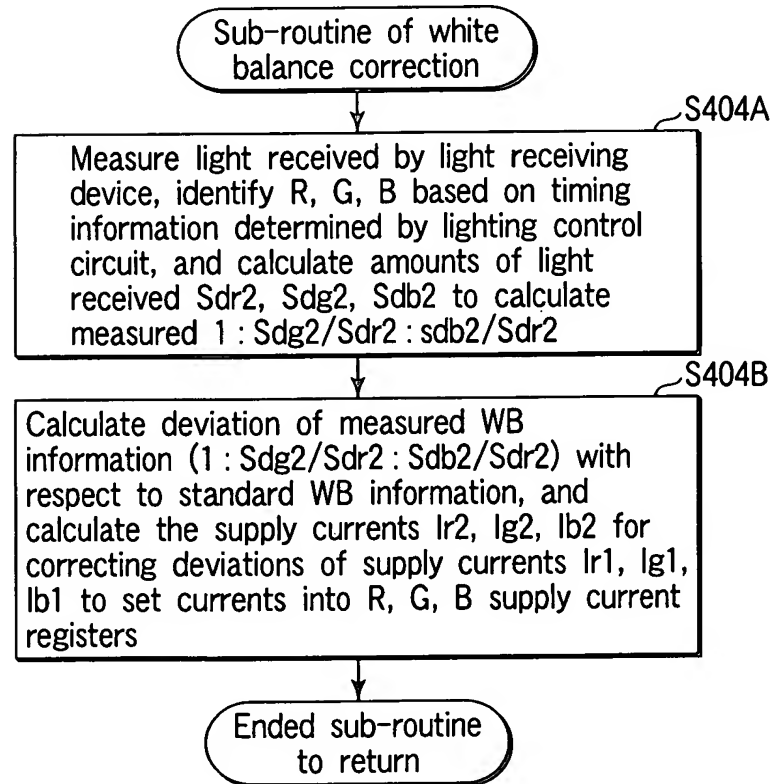 Sub-routine of white
balance correction
S404A
Measure light received by light receiving
device, identify R, G, B based on timing
information determined by lighting control
circuit, and calculate amounts of light
received Sdr2, Sdg2, Sdb2 to calculate
measured 1 : Sdg2/Sdr2 : sdb2/Sdr2
S404B
Calculate deviation of measured WB
information (1 : Sdg2/Sdr2 : Sdb2/Sdr2) with
respect to standard WB information, and
calculate the supply currents Ir2, Ig2, Ib2 for
correcting deviations of supply currents Ir1, Ig1,
Ib1 to set currents into R, G, B supply current
registers
Ended sub-routine
to return